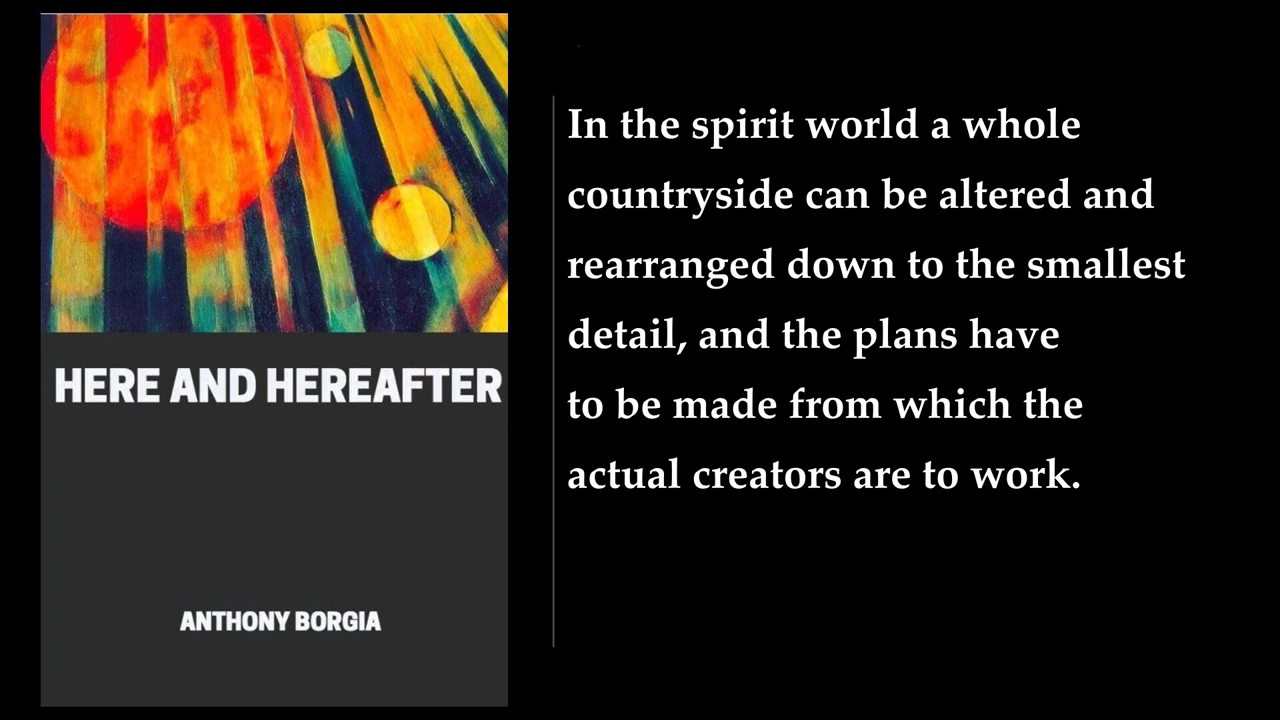 HERE AND HEREAFTER
ANTHONY BORGIA
In the spirit world a whole
countryside can be altered and
rearranged down to the smallest
detail, and the plans have
to be made from which the
actual creators are to work.